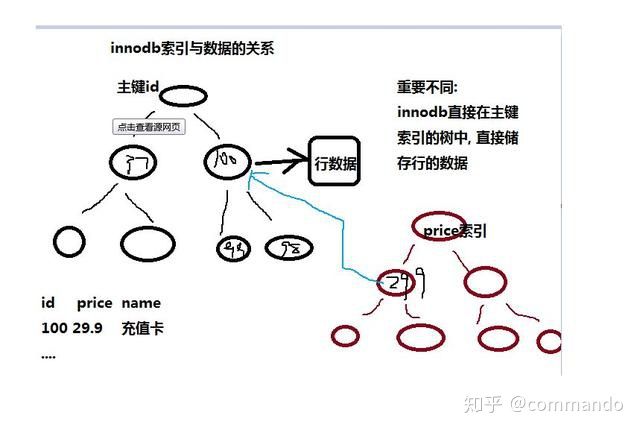 innodb索引与数据的关系
主键id
点击查看源网页
37
100
行数据
重要不同:
innodb直接在主键
索引的树中, 直接储
存行的数据
price索引
299
98
id price name
100 29.9 充值卡
....
知乎 @commando